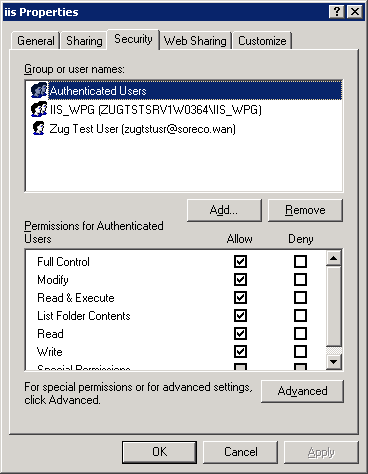 iis Properties
General Sharing Security Web Sharing Customize
Group or user names:
Authenticated Users
IIS_WPG (ZUGTSTSRV1W0364\IIS_WPG)
Zug Test User (zugtstusr@soreco.wan)
Add... Remove
Permissions for Authenticated
Users Allow Deny
Full Control
Modify
Read & Execute
List Folder Contents
Read
Write
Special Permissions
For special permissions or for advanced settings,
click Advanced.
Advanced
OK Cancel Apply